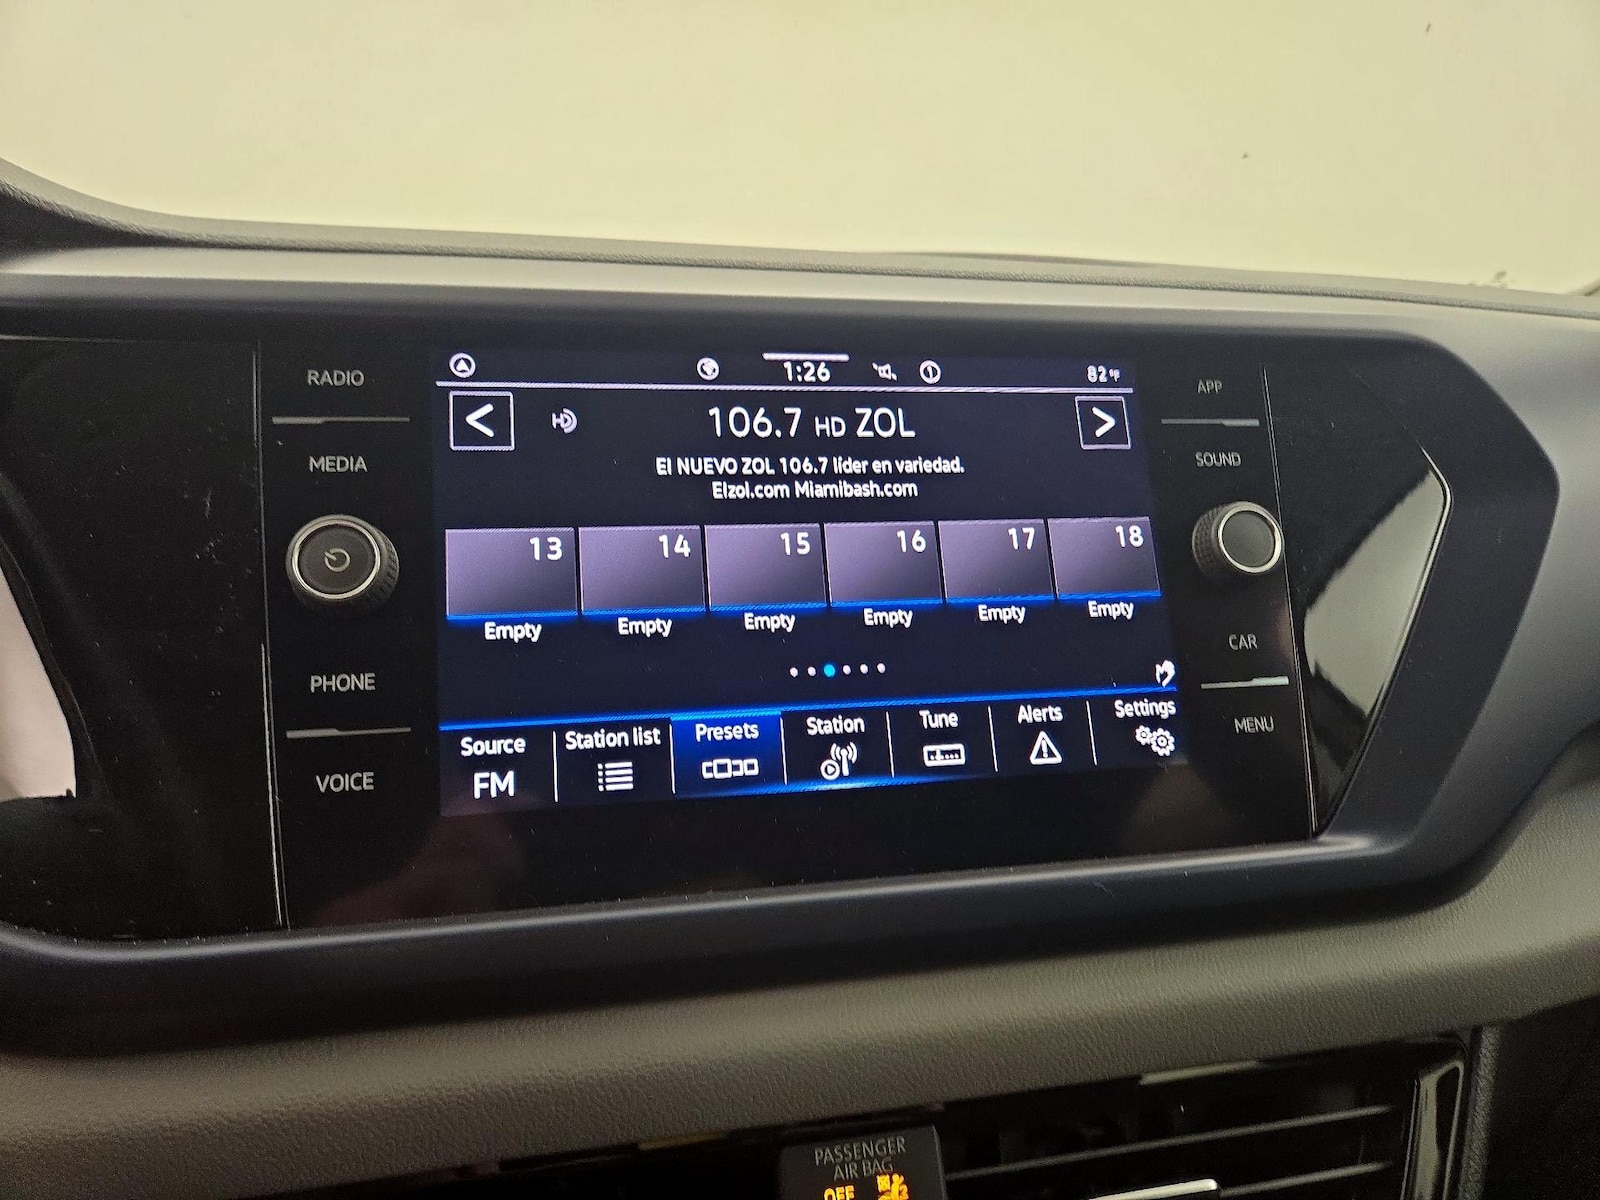 RADIO
MEDIA
PHONE
VOICE
1:26
82°F
<
HD
106.7 HD ZOL
>
El NUEVO ZOL 106.7 líder en variedad.
Elzol.com Miamibash.com
13 14 15 16 17 18
Empty Empty Empty Empty Empty Empty
Source Station list Presets Station Tune Alerts Settings
FM
APP
SOUND
CAR
MENU
PASSENGER
AIR BAG
OFF